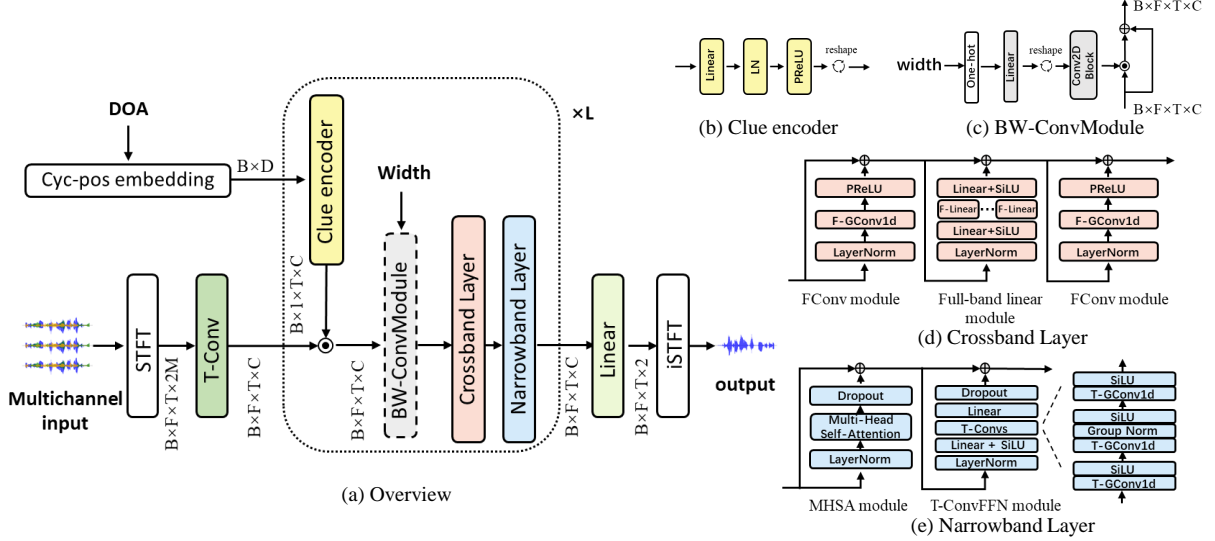 DOA
Cyc-pos embedding
B×D
Clue encoder
×L
Width
B×1×T×C
Multichannel
input
STFT
B×F×T×2M
T-Conv
B×F×T×C
B×F×T×C
BW-ConvModule
Crossband Layer
Narrowband Layer
B×F×T×C
Linear
B×F×T×2
iSTFT
output
(a) Overview
Linear
LN
PReLU
reshape
(b) Clue encoder
width
One-hot
Linear
reshape
Conv2D
Block
B×F×T×C
B×F×T×C
(c) BW-ConvModule
PReLU
F-GConv1d
LayerNorm
FConv module
Linear+SiLU
F-Linear
···
F-Linear
Linear+SiLU
LayerNorm
Full-band linear
module
PReLU
F-GConv1d
LayerNorm
FConv module
(d) Crossband Layer
Dropout
Multi-Head
Self-Attention
LayerNorm
MHSA module
Dropout
Linear
T-Convs
Linear + SiLU
LayerNorm
T-ConvFFN module
SiLU
T-GConv1d
SiLU
Group Norm
T-GConv1d
SiLU
T-GConv1d
(e) Narrowband Layer